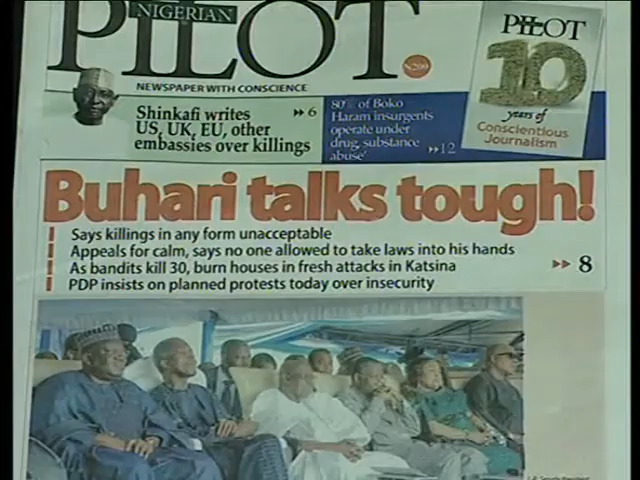 NIGERIAN
PILOT
NEWSPAPER WITH CONSCIENCE
N200
PILOT
10
years of
Conscientious
Journalism
Shinkafi writes
US, UK, EU, other
embassies over killings
6
80% of Boko
Haram insurgents
operate under
drug, substance
abuse'
12
Buhari talks tough!
Says killings in any form unacceptable
Appeals for calm, says no one allowed to take laws into his hands
As bandits kill 30, burn houses in fresh attacks in Katsina
PDP insists on planned protests today over insecurity
8